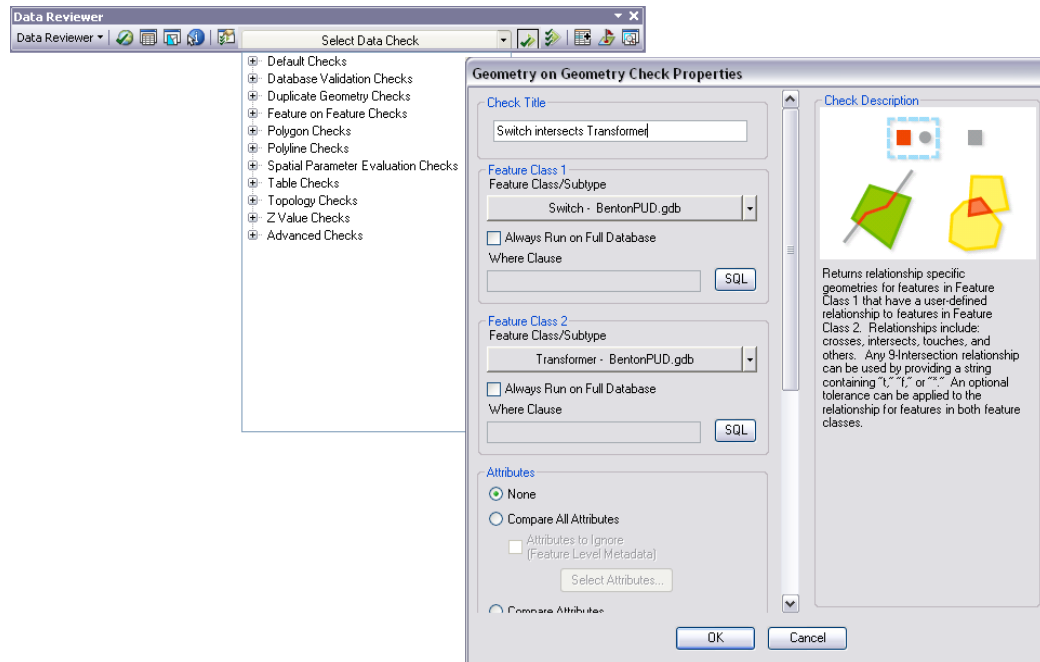 Data Reviewer
Data Reviewer
Select Data Check
Default Checks
Database Validation Checks
Duplicate Geometry Checks
Feature on Feature Checks
Polygon Checks
Polyline Checks
Spatial Parameter Evaluation Checks
Table Checks
Topology Checks
Z Value Checks
Advanced Checks
Geometry on Geometry Check Properties
Check Title
Switch intersects Transformer
Feature Class 1
Feature Class/Subtype
Switch - BentonPUD.gdb
Always Run on Full Database
Where Clause
SQL
Feature Class 2
Feature Class/Subtype
Transformer - BentonPUD.gdb
Always Run on Full Database
Where Clause
SQL
Attributes
None
Compare All Attributes
Attributes to Ignore
(Feature Level Metadata)
Select Attributes...
Compare Attributes
Check Description
Returns relationship specific
geometries for features in Feature
Class 1 that have a user-defined
relationship to features in Feature
Class 2. Relationships include:
crosses, intersects, touches, and
others. Any 9-Intersection relationship
can be used by providing a string
containing "t," "f," or "*." An optional
tolerance can be applied to the
relationship for features in both feature
classes.
OK
Cancel